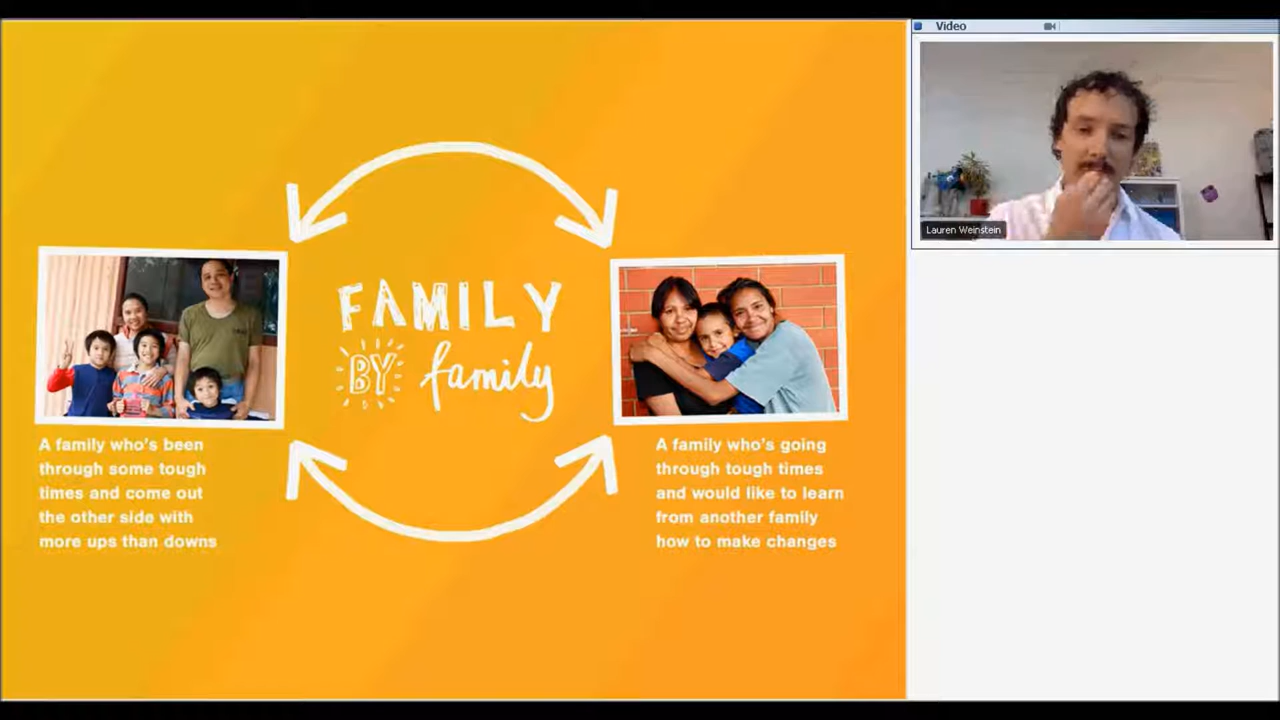 Video
Lauren Weinstein
FAMILY
BY family
A family who's been
through some tough
times and come out
the other side with
more ups than downs
A family who's going
through tough times
and would like to learn
from another family
how to make changes